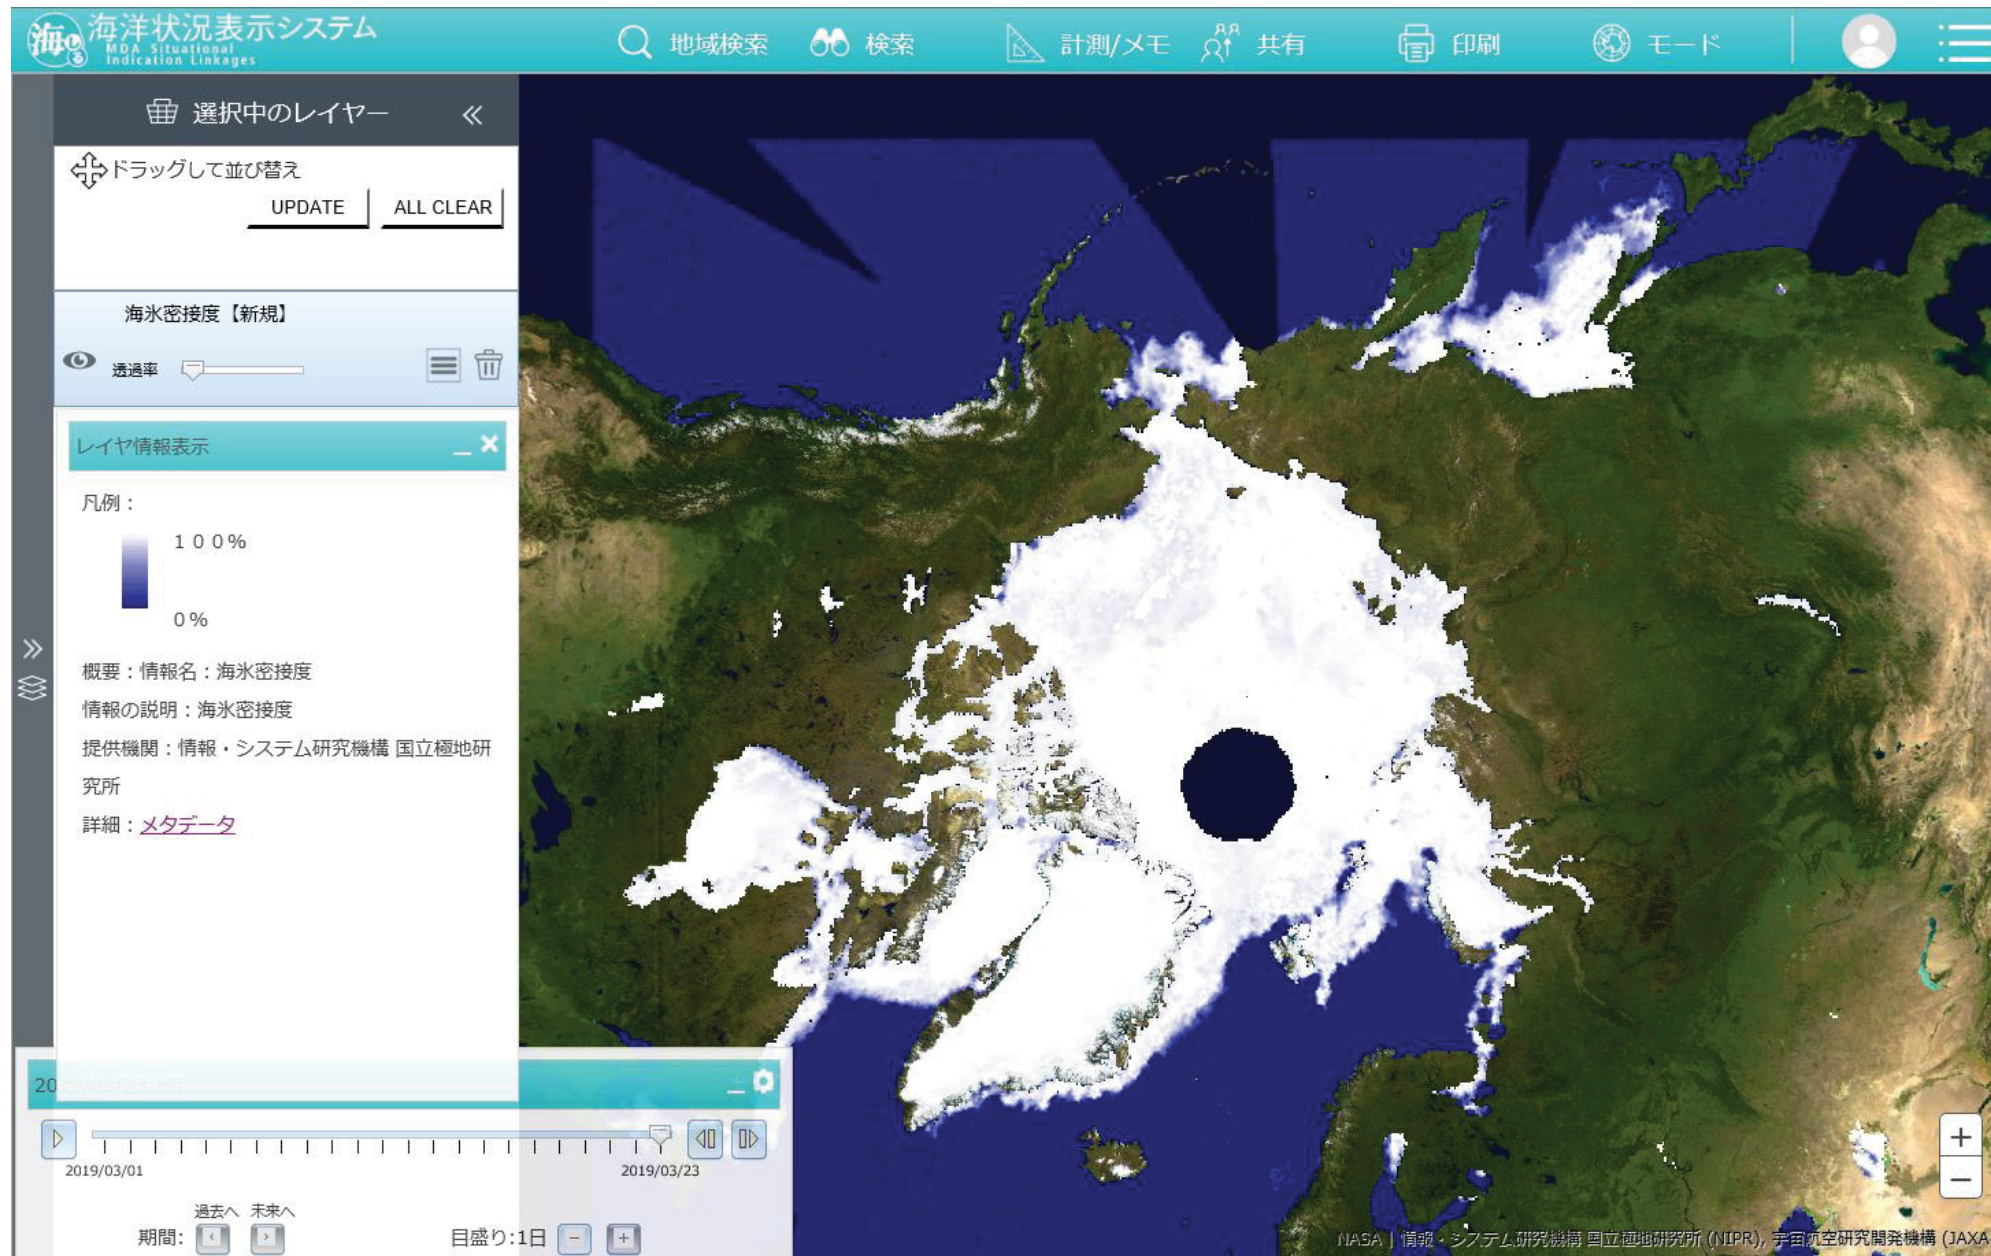 海しる 海洋状況表示システム
MDA Situational
Indication Linkages
地域検索
検索
計測/メモ
共有
印刷
モード
選択中のレイヤー
ドラッグして並び替え
UPDATE
ALL CLEAR
海氷密接度【新規】
透過率
レイヤ情報表示
凡例：
１００%
０%
概要：情報名：海氷密接度
情報の説明：海氷密接度
提供機関：情報・システム研究機構 国立極地研
究所
詳細：メタデータ
2019/03/01
2019/03/23
過去へ 未来へ
期間:
目盛り:1日
NASA | 情報・システム研究機構 国立極地研究所 (NIPR), 宇宙航空研究開発機構 (JAXA